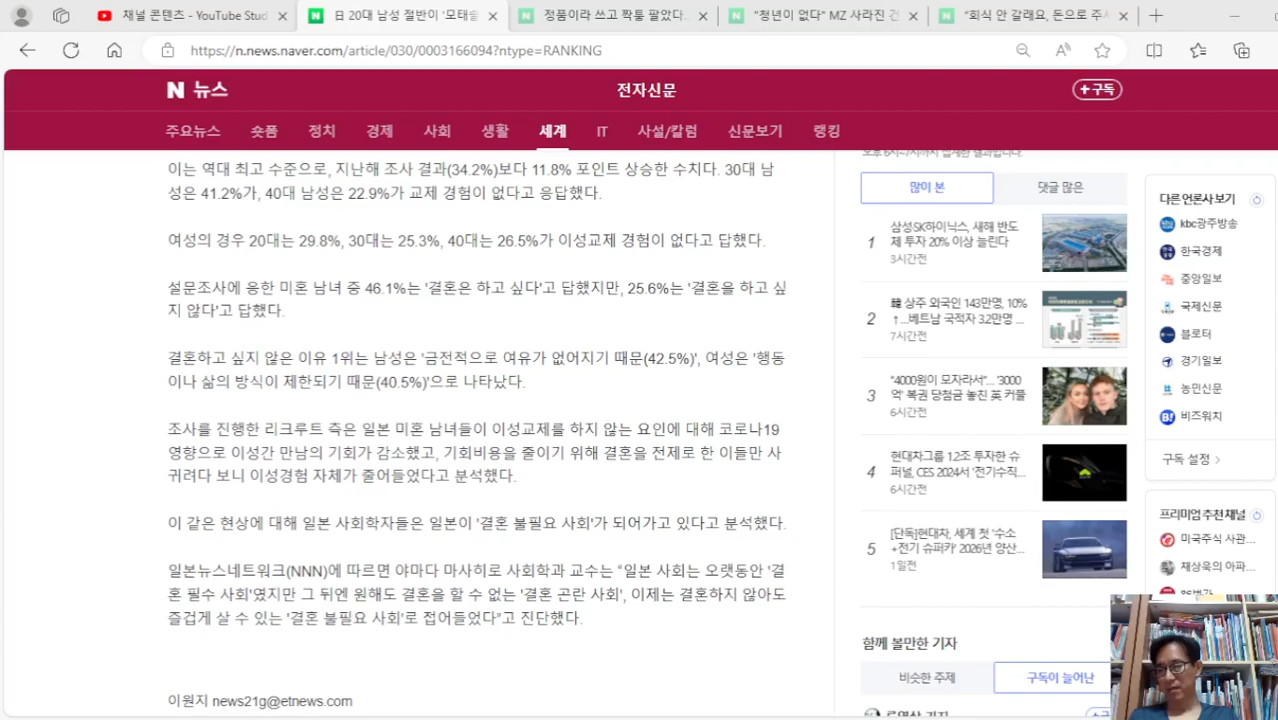 채널 콘텐츠 - YouTube Stud
日 20대 남성 절반이 '모태솔
정품이라 쓰고 짝퉁 팔았다.
"청년이 없다" MZ 사라진 건
"회식 안 갈래요, 돈으로 주
https://n.news.naver.com/article/030/0003166094?ntype=RANKING
N 뉴스
전자신문
+구독
주요뉴스 숏폼 정치 경제 사회 생활 세계 IT 사설/칼럼 신문보기 랭킹
이는 역대 최고 수준으로, 지난해 조사 결과(34.2%)보다 11.8% 포인트 상승한 수치다. 30대 남
성은 41.2%가, 40대 남성은 22.9%가 교제 경험이 없다고 응답했다.
여성의 경우 20대는 29.8%, 30대는 25.3%, 40대는 26.5%가 이성교제 경험이 없다고 답했다.
설문조사에 응한 미혼 남녀 중 46.1%는 '결혼은 하고 싶다'고 답했지만, 25.6%는 '결혼을 하고 싶
지 않다'고 답했다.
결혼하고 싶지 않은 이유 1위는 남성은 '금전적으로 여유가 없어지기 때문(42.5%)', 여성은 '행동
이나 삶의 방식이 제한되기 때문(40.5%)'으로 나타났다.
조사를 진행한 리크루트 측은 일본 미혼 남녀들이 이성교제를 하지 않는 요인에 대해 코로나19
영향으로 이성간 만남의 기회가 감소했고, 기회비용을 줄이기 위해 결혼을 전제로 한 이들만 사
귀려다 보니 이성경험 자체가 줄어들었다고 분석했다.
이 같은 현상에 대해 일본 사회학자들은 일본이 '결혼 불필요 사회'가 되어가고 있다고 분석했다.
일본뉴스네트워크(NNN)에 따르면 야마다 마사히로 사회학과 교수는 “일본 사회는 오랫동안 '결
혼 필수 사회'였지만 그 뒤엔 원해도 결혼을 할 수 없는 '결혼 곤란 사회', 이제는 결혼하지 않아도
즐겁게 살 수 있는 '결혼 불필요 사회'로 접어들었다”고 진단했다.
이원지 news21g@etnews.com
오후 6시~7시까지 집계한 결과입니다.
많이 본
댓글 많은
1
삼성SK하이닉스, 새해 반도
체 투자 20% 이상 늘린다
3시간전
2
韓 상주 외국인 143만명, 10%
↑…베트남 국적자 3.2만명 ...
7시간전
3
"4000원이 모자라서"… '3000
억' 복권 당첨금 놓친 英 커플
6시간전
4
현대차그룹 1.2조 투자한 슈
퍼널, CES 2024서 '전기수직...
6시간전
5
[단독]현대차, 세계 첫 '수소
+전기 슈퍼카' 2026년 양산...
1일전
함께 볼만한 기자
비슷한 주제
구독이 늘어난
류영상 기자
다른 언론사 보기
kbc광주방송
한국경제
중앙일보
국제신문
블로터
경기일보
농민신문
비즈워치
구독 설정 >
프리미엄 추천 채널
미국주식 사관...
재상욱의 아파...